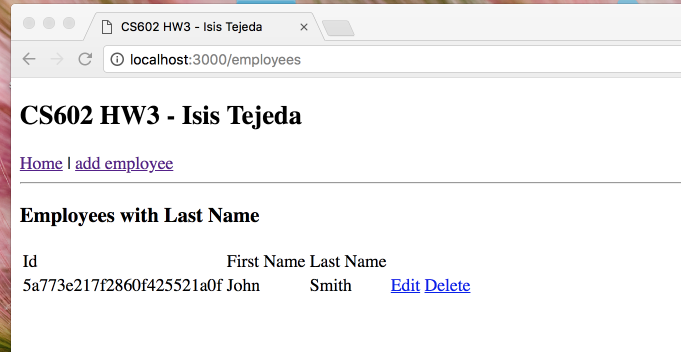 CS602 HW3 - Isis Tejeda
localhost:3000/employees
CS602 HW3 - Isis Tejeda
Home | add employee
Employees with Last Name
Id First Name Last Name
5a773e217f2860f425521a0f John Smith Edit Delete